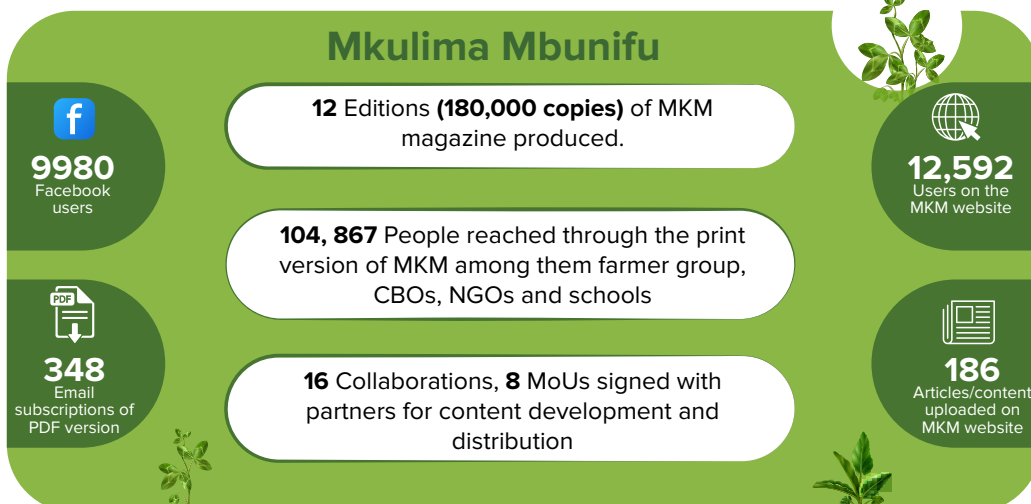 Mkulima Mbunifu
12 Editions (180,000 copies) of MKM
magazine produced.
f
9980
Facebook
users
12,592
Users on the
MKM website
104, 867 People reached through the print
version of MKM among them farmer group,
CBOs, NGOs and schools
PDF
348
Email
subscriptions of
PDF version
186
Articles/content
uploaded on
MKM website
16 Collaborations, 8 MoUs signed with
partners for content development and
distribution